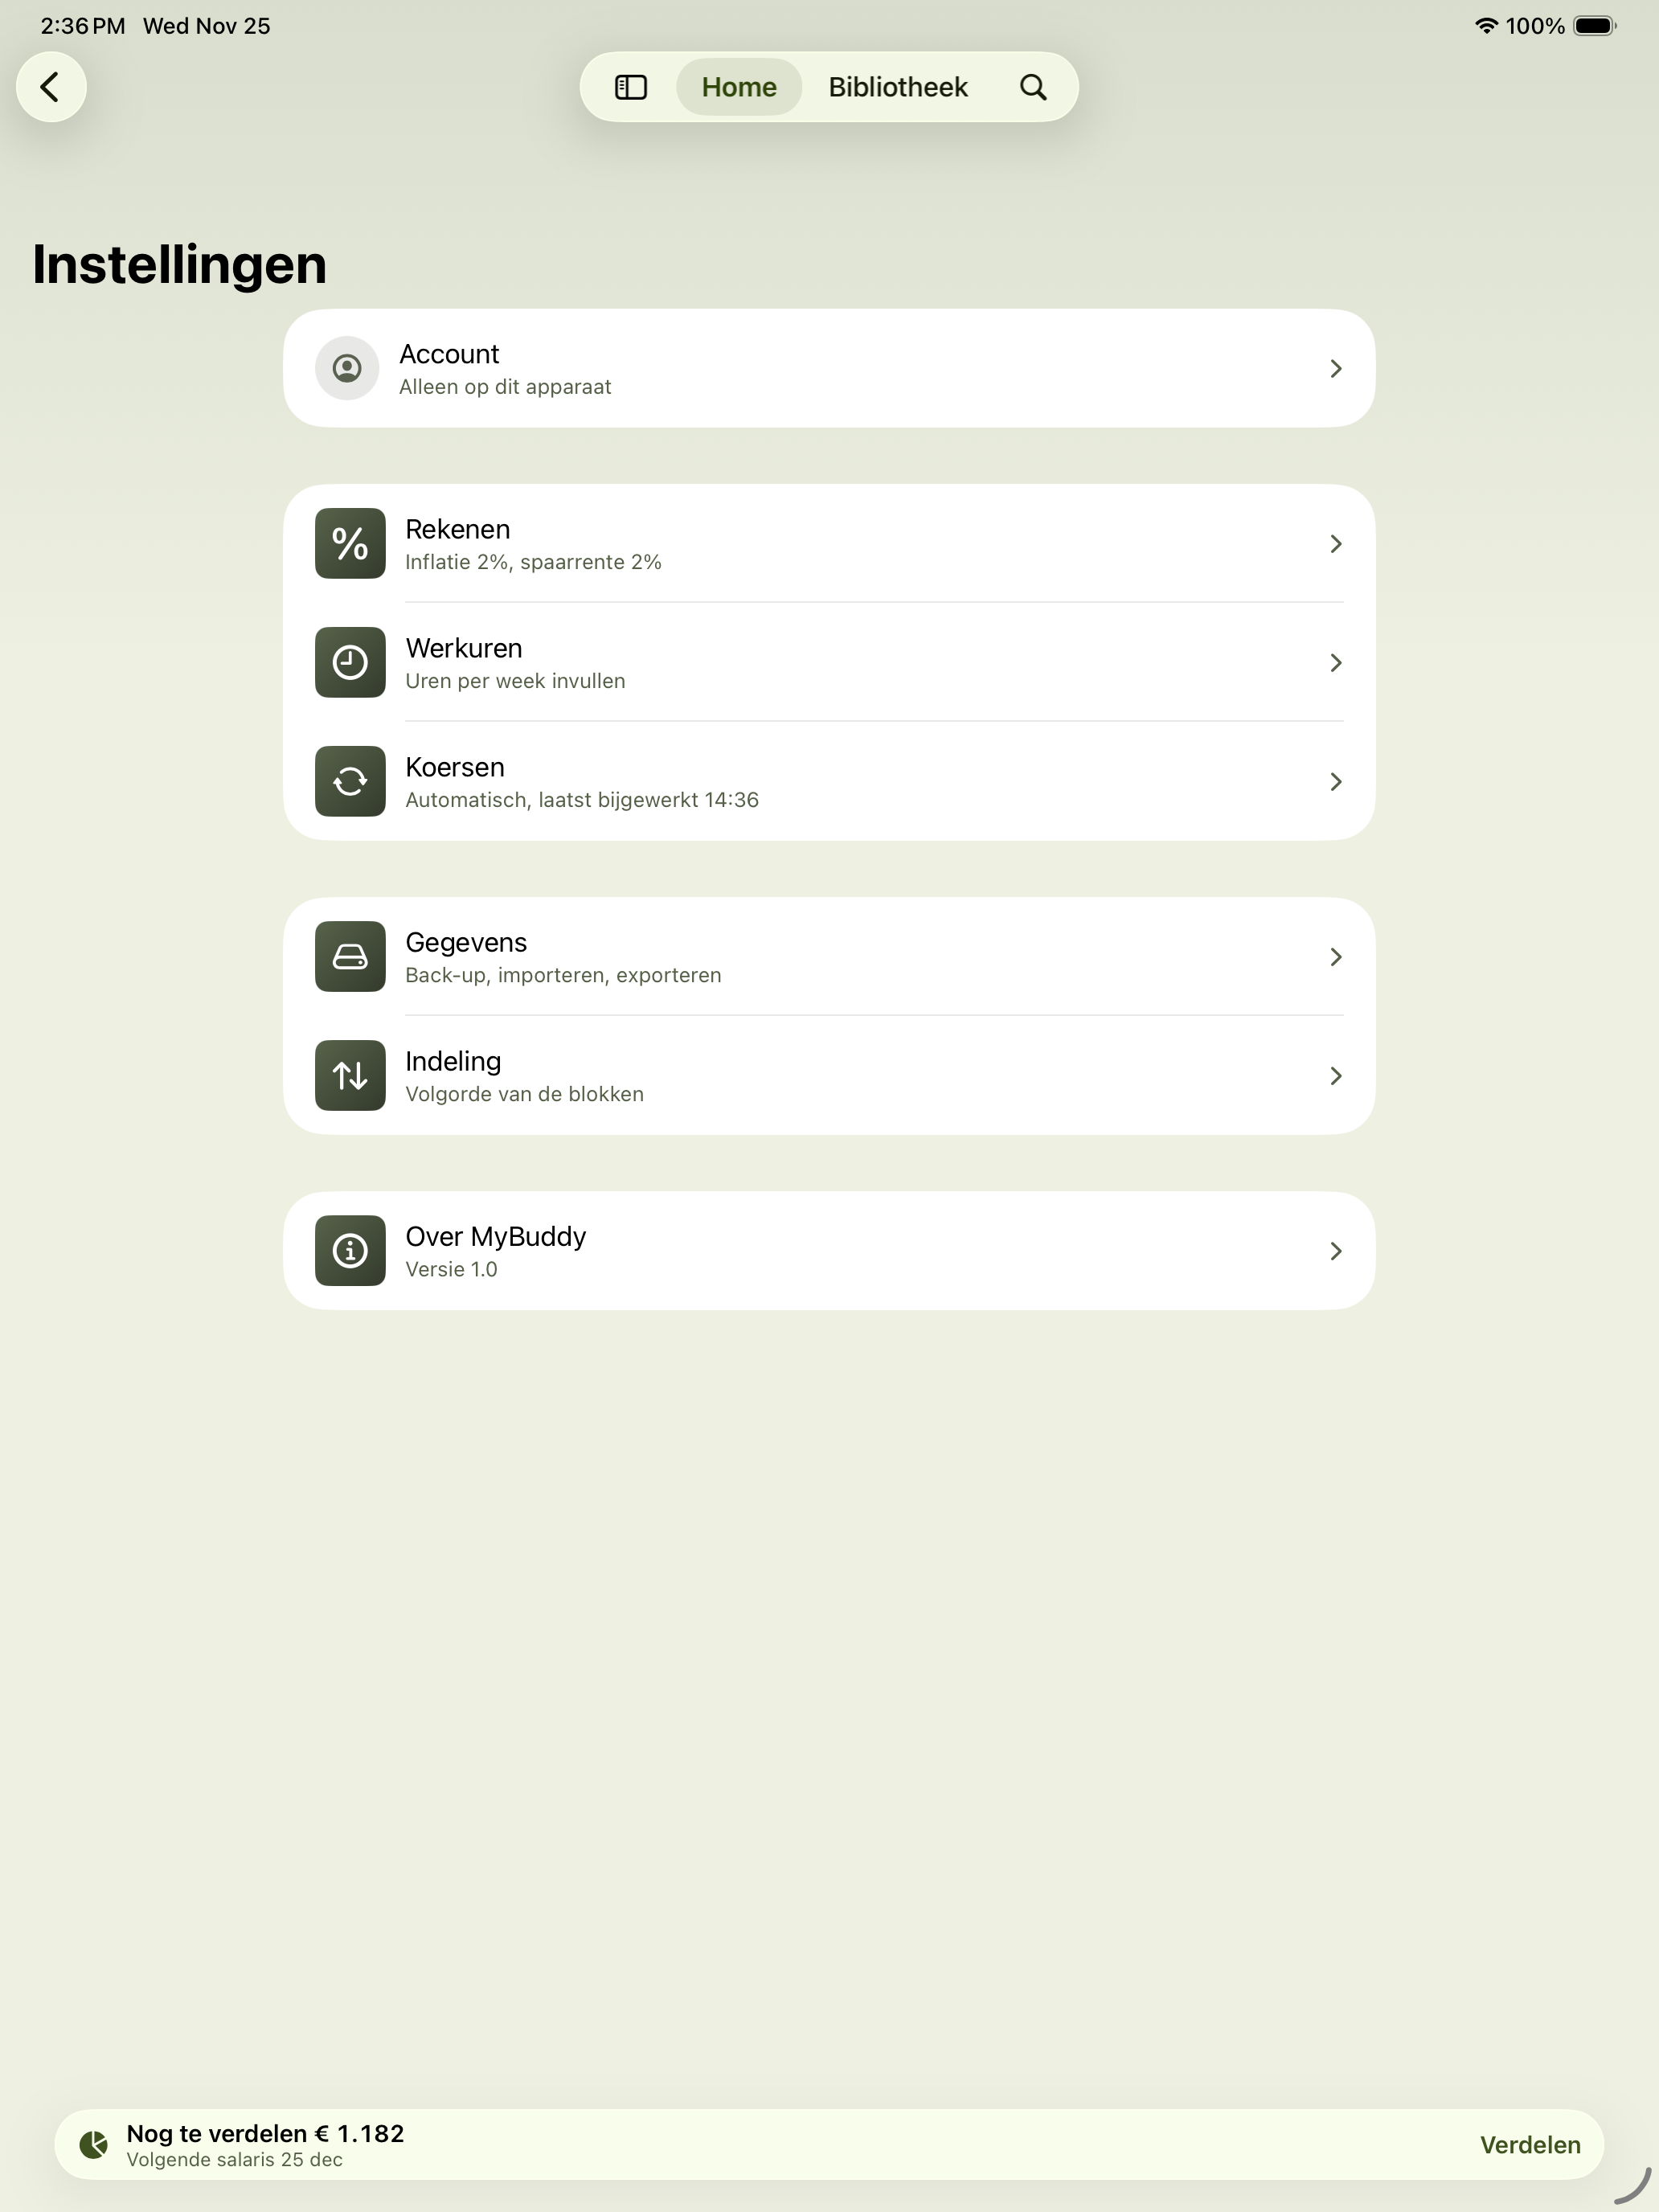 2:36 PM Wed Nov 25
100%
Home
Bibliotheek
Instellingen
Account
Alleen op dit apparaat
Rekenen
Inflatie 2%, spaarrente 2%
Werkuren
Uren per week invullen
Koersen
Automatisch, laatst bijgewerkt 14:36
Gegevens
Back-up, importeren, exporteren
Indeling
Volgorde van de blokken
Over MyBuddy
Versie 1.0
Nog te verdelen € 1.182
Volgende salaris 25 dec
Verdelen